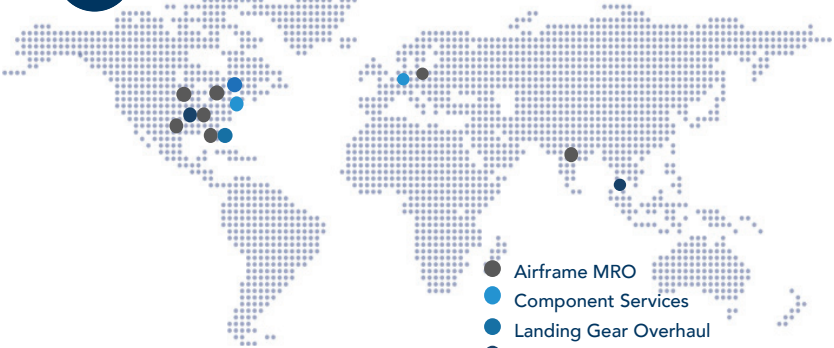 Airframe MRO
Component Services
Landing Gear Overhaul